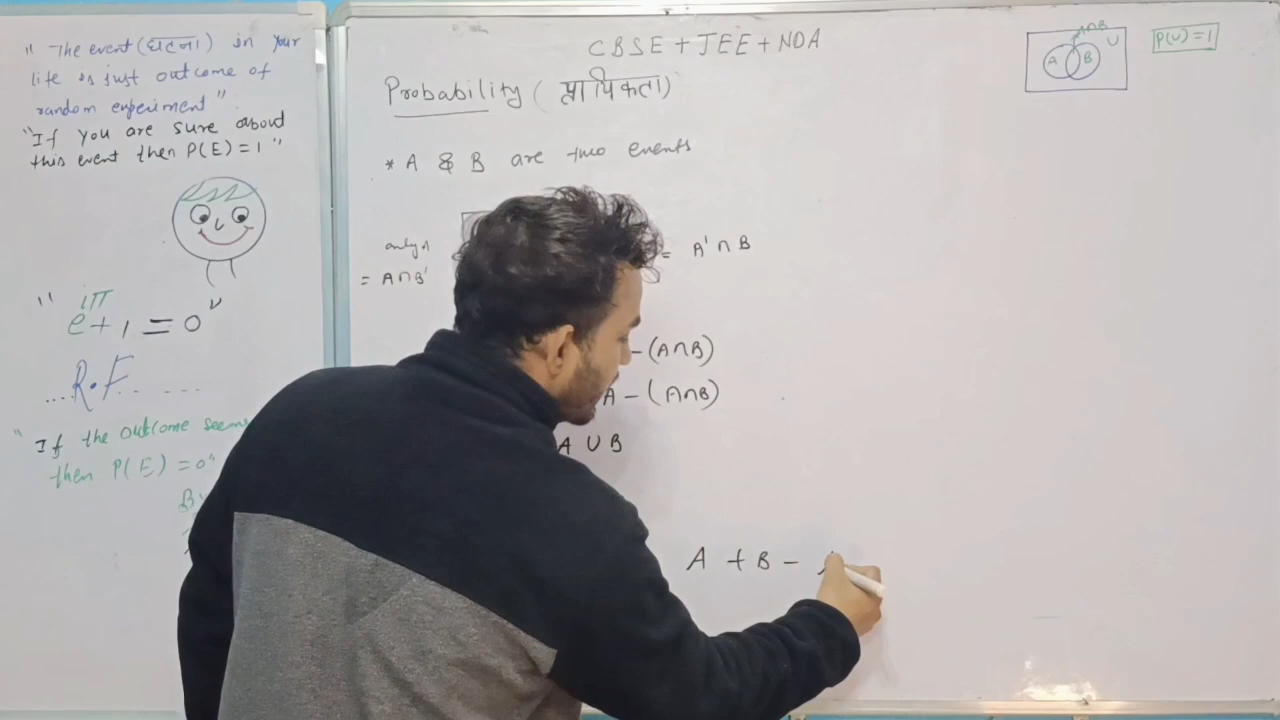 " The event (घटना) in your
life is just outcome of
random experiment".
"If you are sure about
this event then P(E)=1"
" e^iπ + 1 = 0 "
....R.F.......
"If the outcome seems
then P(E)=0"
CBSE+JEE+NDA
Probability (प्रायिकता)
* A & B are two events
only A
= A∩B'
= A'∩B
-(A∩B)
A-(A∩B)
A ∪ B
A + B -
A∩B
A B U
P(U)=1